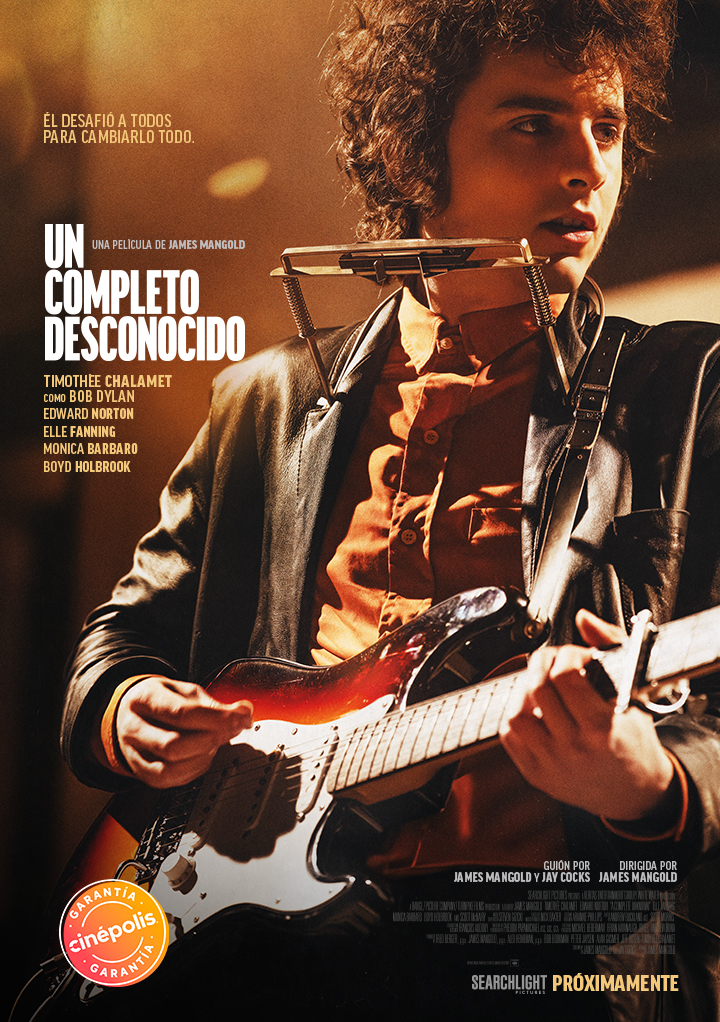 ÉL DESAFIÓ A TODOS
PARA CAMBIARLO TODO.
UN
UNA PELÍCULA DE JAMES MANGOLD
COMPLETO
DESCONOCIDO
TIMOTHÉE CHALAMET
COMO BOB DYLAN
EDWARD NORTON
ELLE FANNING
MONICA BARBARO
BOYD HOLBROOK
GARANTÍA
cinépolis
GARANTÍA
GUIÓN POR
JAMES MANGOLD Y JAY COCKS
DIRIGIDA POR
JAMES MANGOLD
SEARCHLIGHT
PICTURES
PRÓXIMAMENTE